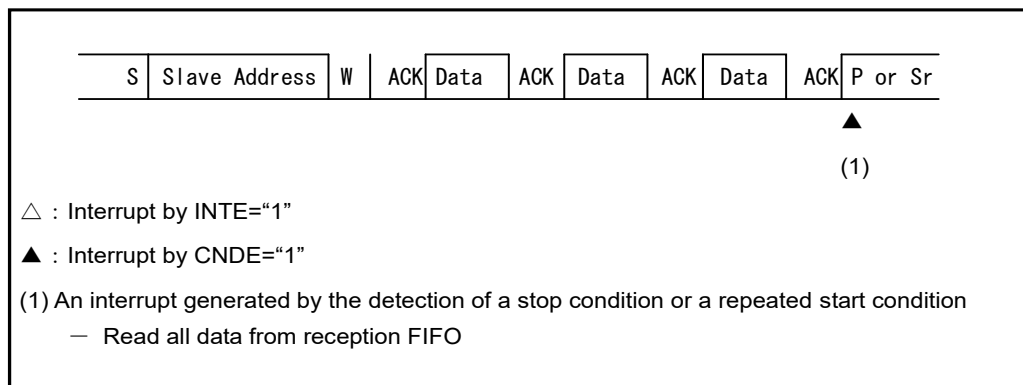 S Slave Address W ACK Data ACK Data ACK Data ACK P or Sr
▲
(1)
△ : Interrupt by INTE=“1”
▲ : Interrupt by CNDE=“1”
(1) An interrupt generated by the detection of a stop condition or a repeated start condition
－ Read all data from reception FIFO